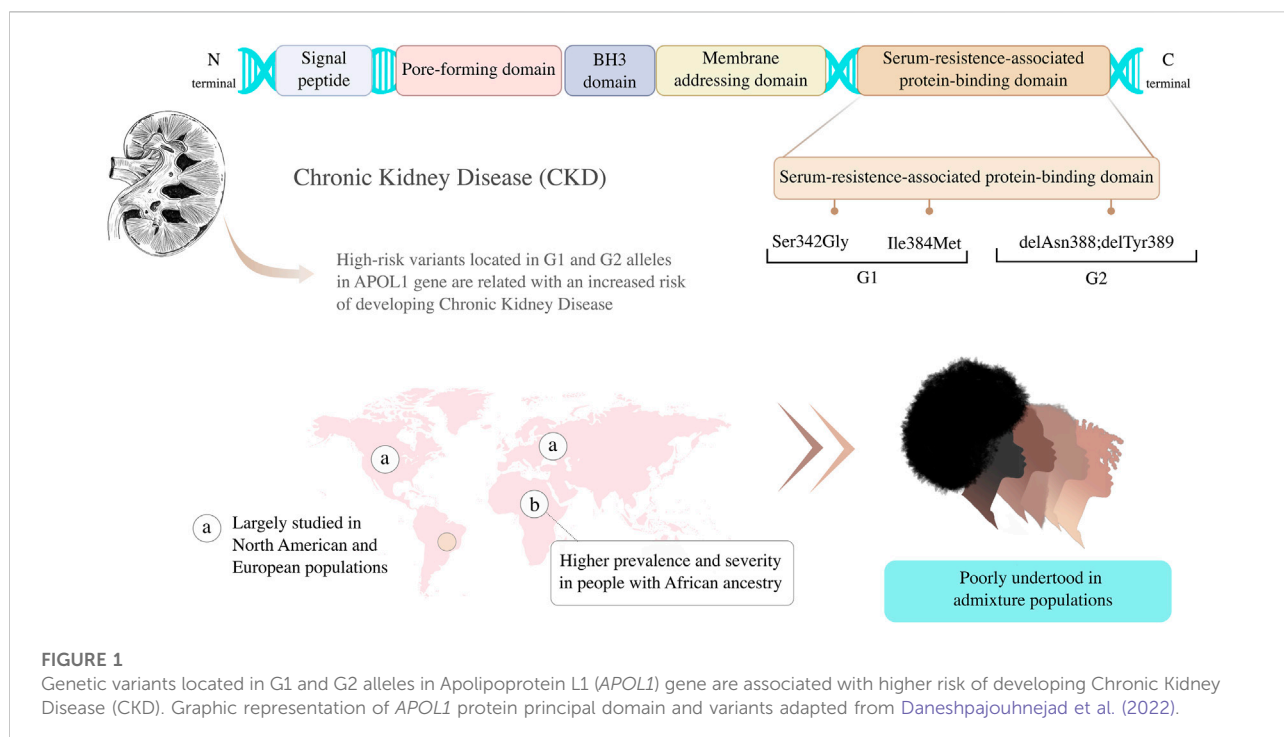 N
terminal
Signal
peptide
Pore-forming domain
BH3
domain
Membrane
addressing domain
Serum-resistence-associated
protein-binding domain
C
terminal
Chronic Kidney Disease (CKD)
High-risk variants located in G1 and G2 alleles
in APOL1 gene are related with an increased risk
of developing Chronic Kidney Disease
Serum-resistence-associated protein-binding domain
Ser342Gly
Ile384Met
delAsn388;delTyr389
G1
G2
a
a
b
a
Largely studied in
North American and
European populations
Higher prevalence and severity
in people with African ancestry
Poorly undertood in
admixture populations
FIGURE 1
Genetic variants located in G1 and G2 alleles in Apolipoprotein L1 (APOL1) gene are associated with higher risk of developing Chronic Kidney
Disease (CKD). Graphic representation of APOL1 protein principal domain and variants adapted from Daneshpajouhnejad et al. (2022).